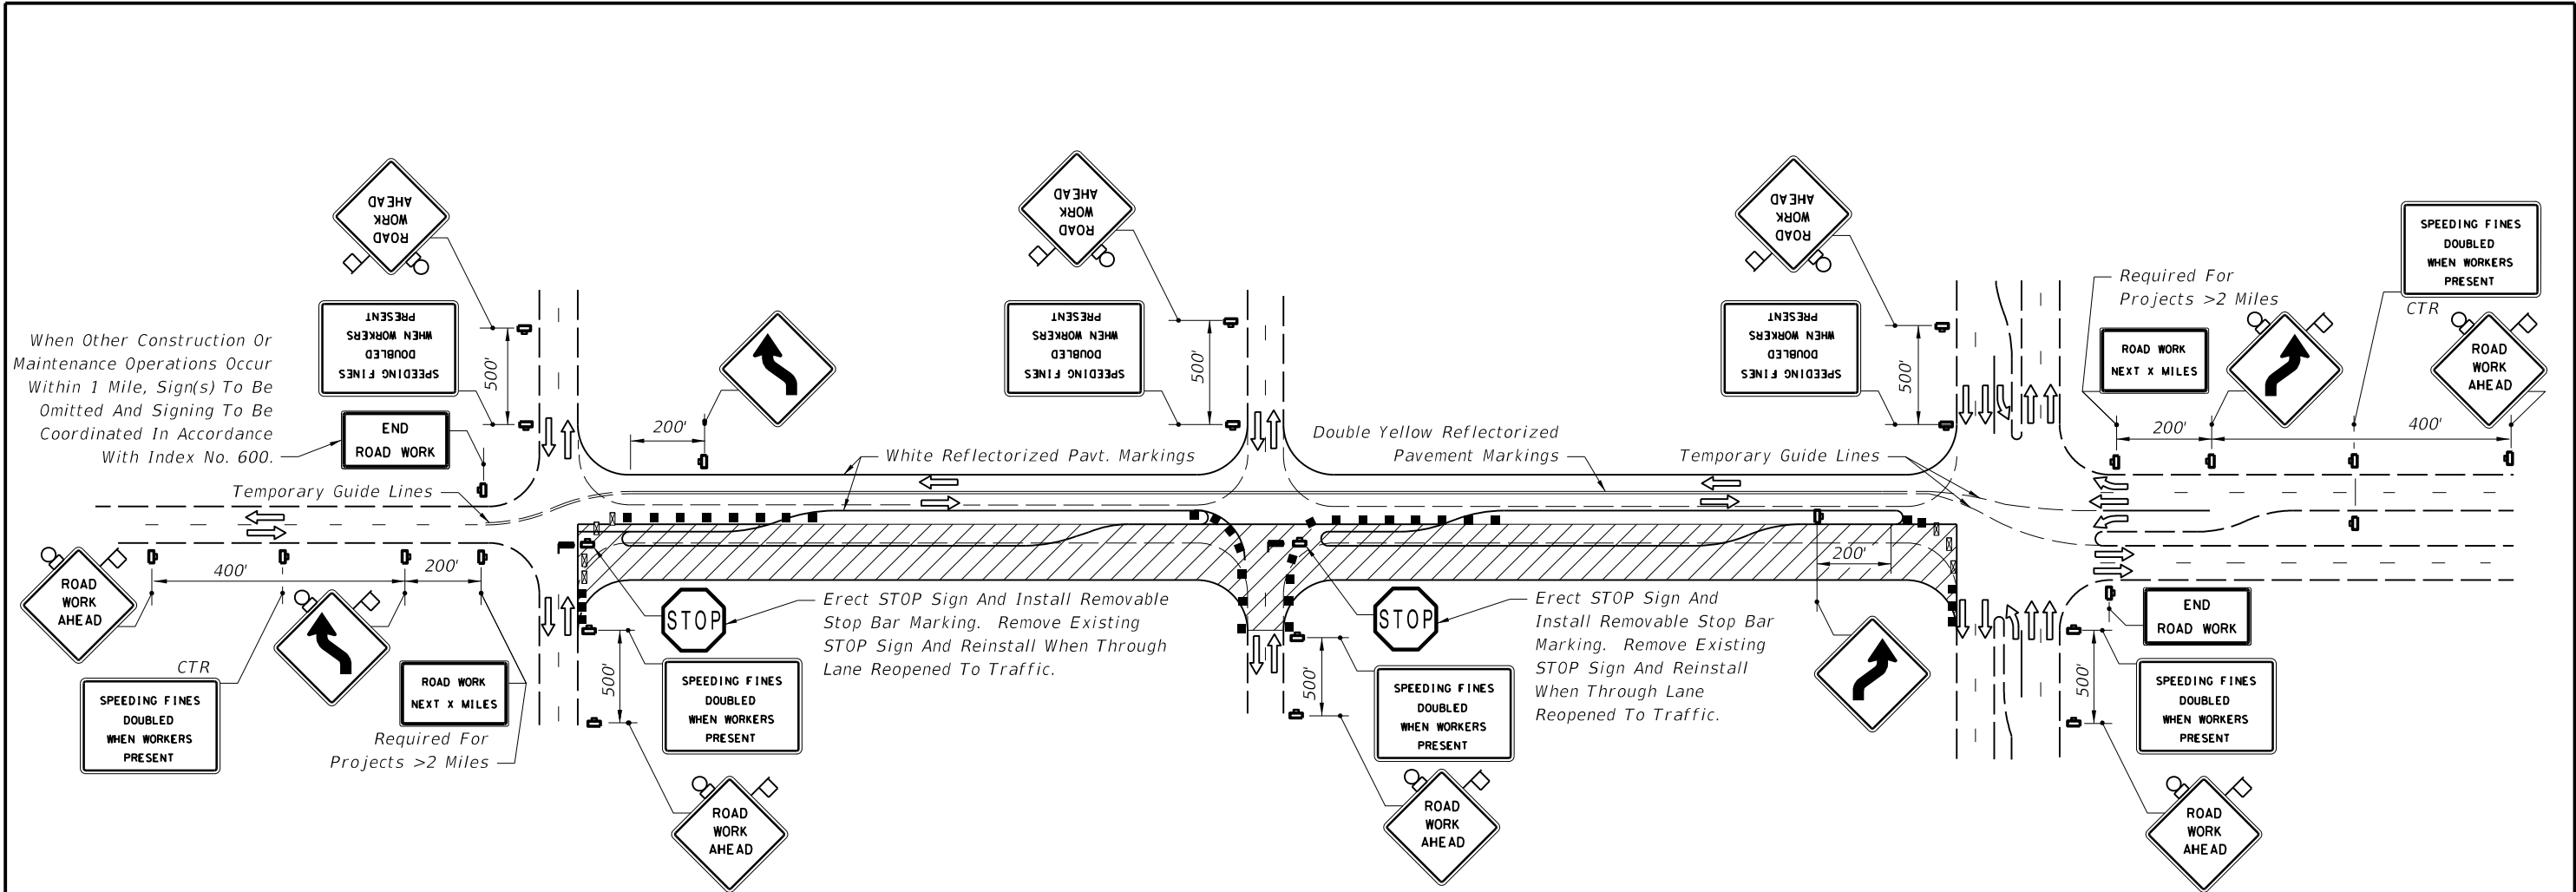 ROAD
WORK
AHEAD
SPEEDING FINES
DOUBLED
WHEN WORKERS
PRESENT
500'
When Other Construction Or
Maintenance Operations Occur
Within 1 Mile, Sign(s) To Be
Omitted And Signing To Be
Coordinated In Accordance
With Index No. 600.
END
ROAD WORK
Temporary Guide Lines
200'
White Reflectorized Pavt. Markings
ROAD
WORK
AHEAD
SPEEDING FINES
DOUBLED
WHEN WORKERS
PRESENT
500'
Double Yellow Reflectorized
Pavement Markings
Temporary Guide Lines
ROAD
WORK
AHEAD
SPEEDING FINES
DOUBLED
WHEN WORKERS
PRESENT
500'
Required For
Projects >2 Miles
ROAD WORK
NEXT X MILES
SPEEDING FINES
DOUBLED
WHEN WORKERS
PRESENT
CTR
ROAD
WORK
AHEAD
200'
400'
ROAD
WORK
AHEAD
400'
200'
CTR
SPEEDING FINES
DOUBLED
WHEN WORKERS
PRESENT
ROAD WORK
NEXT X MILES
Required For
Projects >2 Miles
STOP
Erect STOP Sign And Install Removable
Stop Bar Marking. Remove Existing
STOP Sign And Reinstall When Through
Lane Reopened To Traffic.
500'
SPEEDING FINES
DOUBLED
WHEN WORKERS
PRESENT
ROAD
WORK
AHEAD
STOP
Erect STOP Sign And
Install Removable Stop Bar
Marking. Remove Existing
STOP Sign And Reinstall
When Through Lane
Reopened To Traffic.
500'
SPEEDING FINES
DOUBLED
WHEN WORKERS
PRESENT
ROAD
WORK
AHEAD
200'
END
ROAD WORK
500'
SPEEDING FINES
DOUBLED
WHEN WORKERS
PRESENT
ROAD
WORK
AHEAD